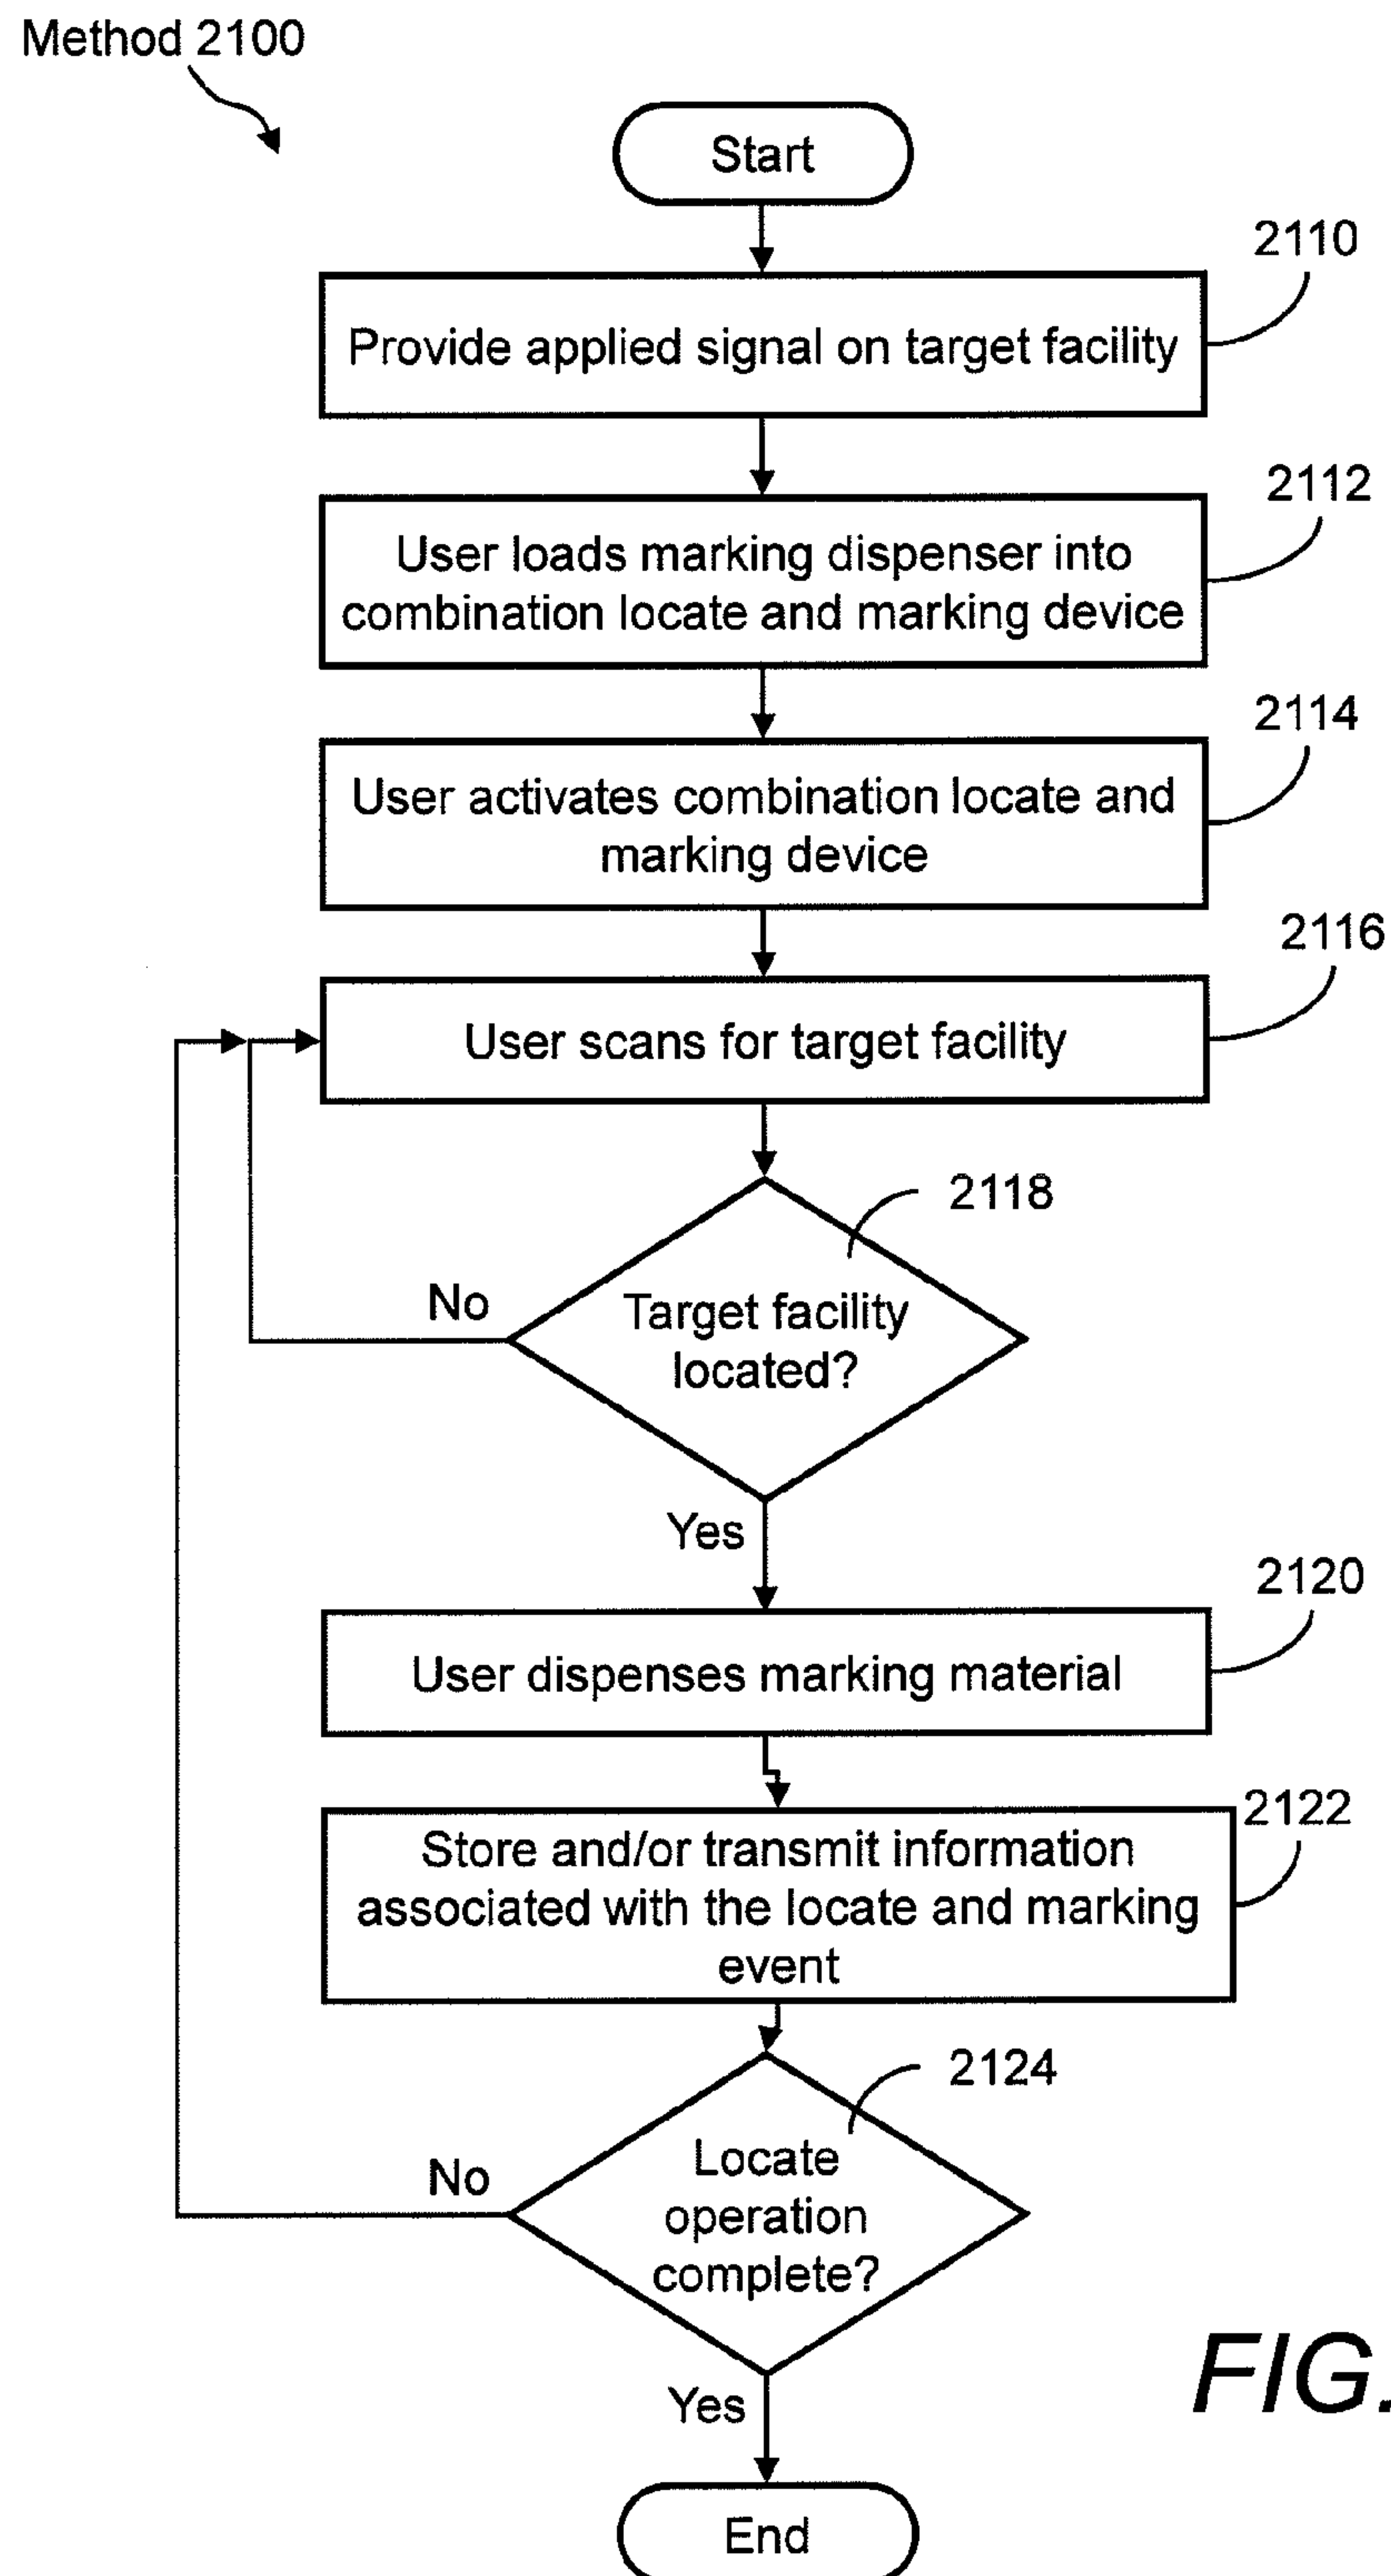 Method 2100
Start
2110
Provide applied signal on target facility
2112
User loads marking dispenser into
combination locate and marking device
2114
User activates combination locate and
marking device
2116
User scans for target facility
2118
No
Target facility
located?
Yes
2120
User dispenses marking material
2122
Store and/or transmit information
associated with the locate and marking
event
2124
No
Locate
operation
complete?
Yes
FIG.
End